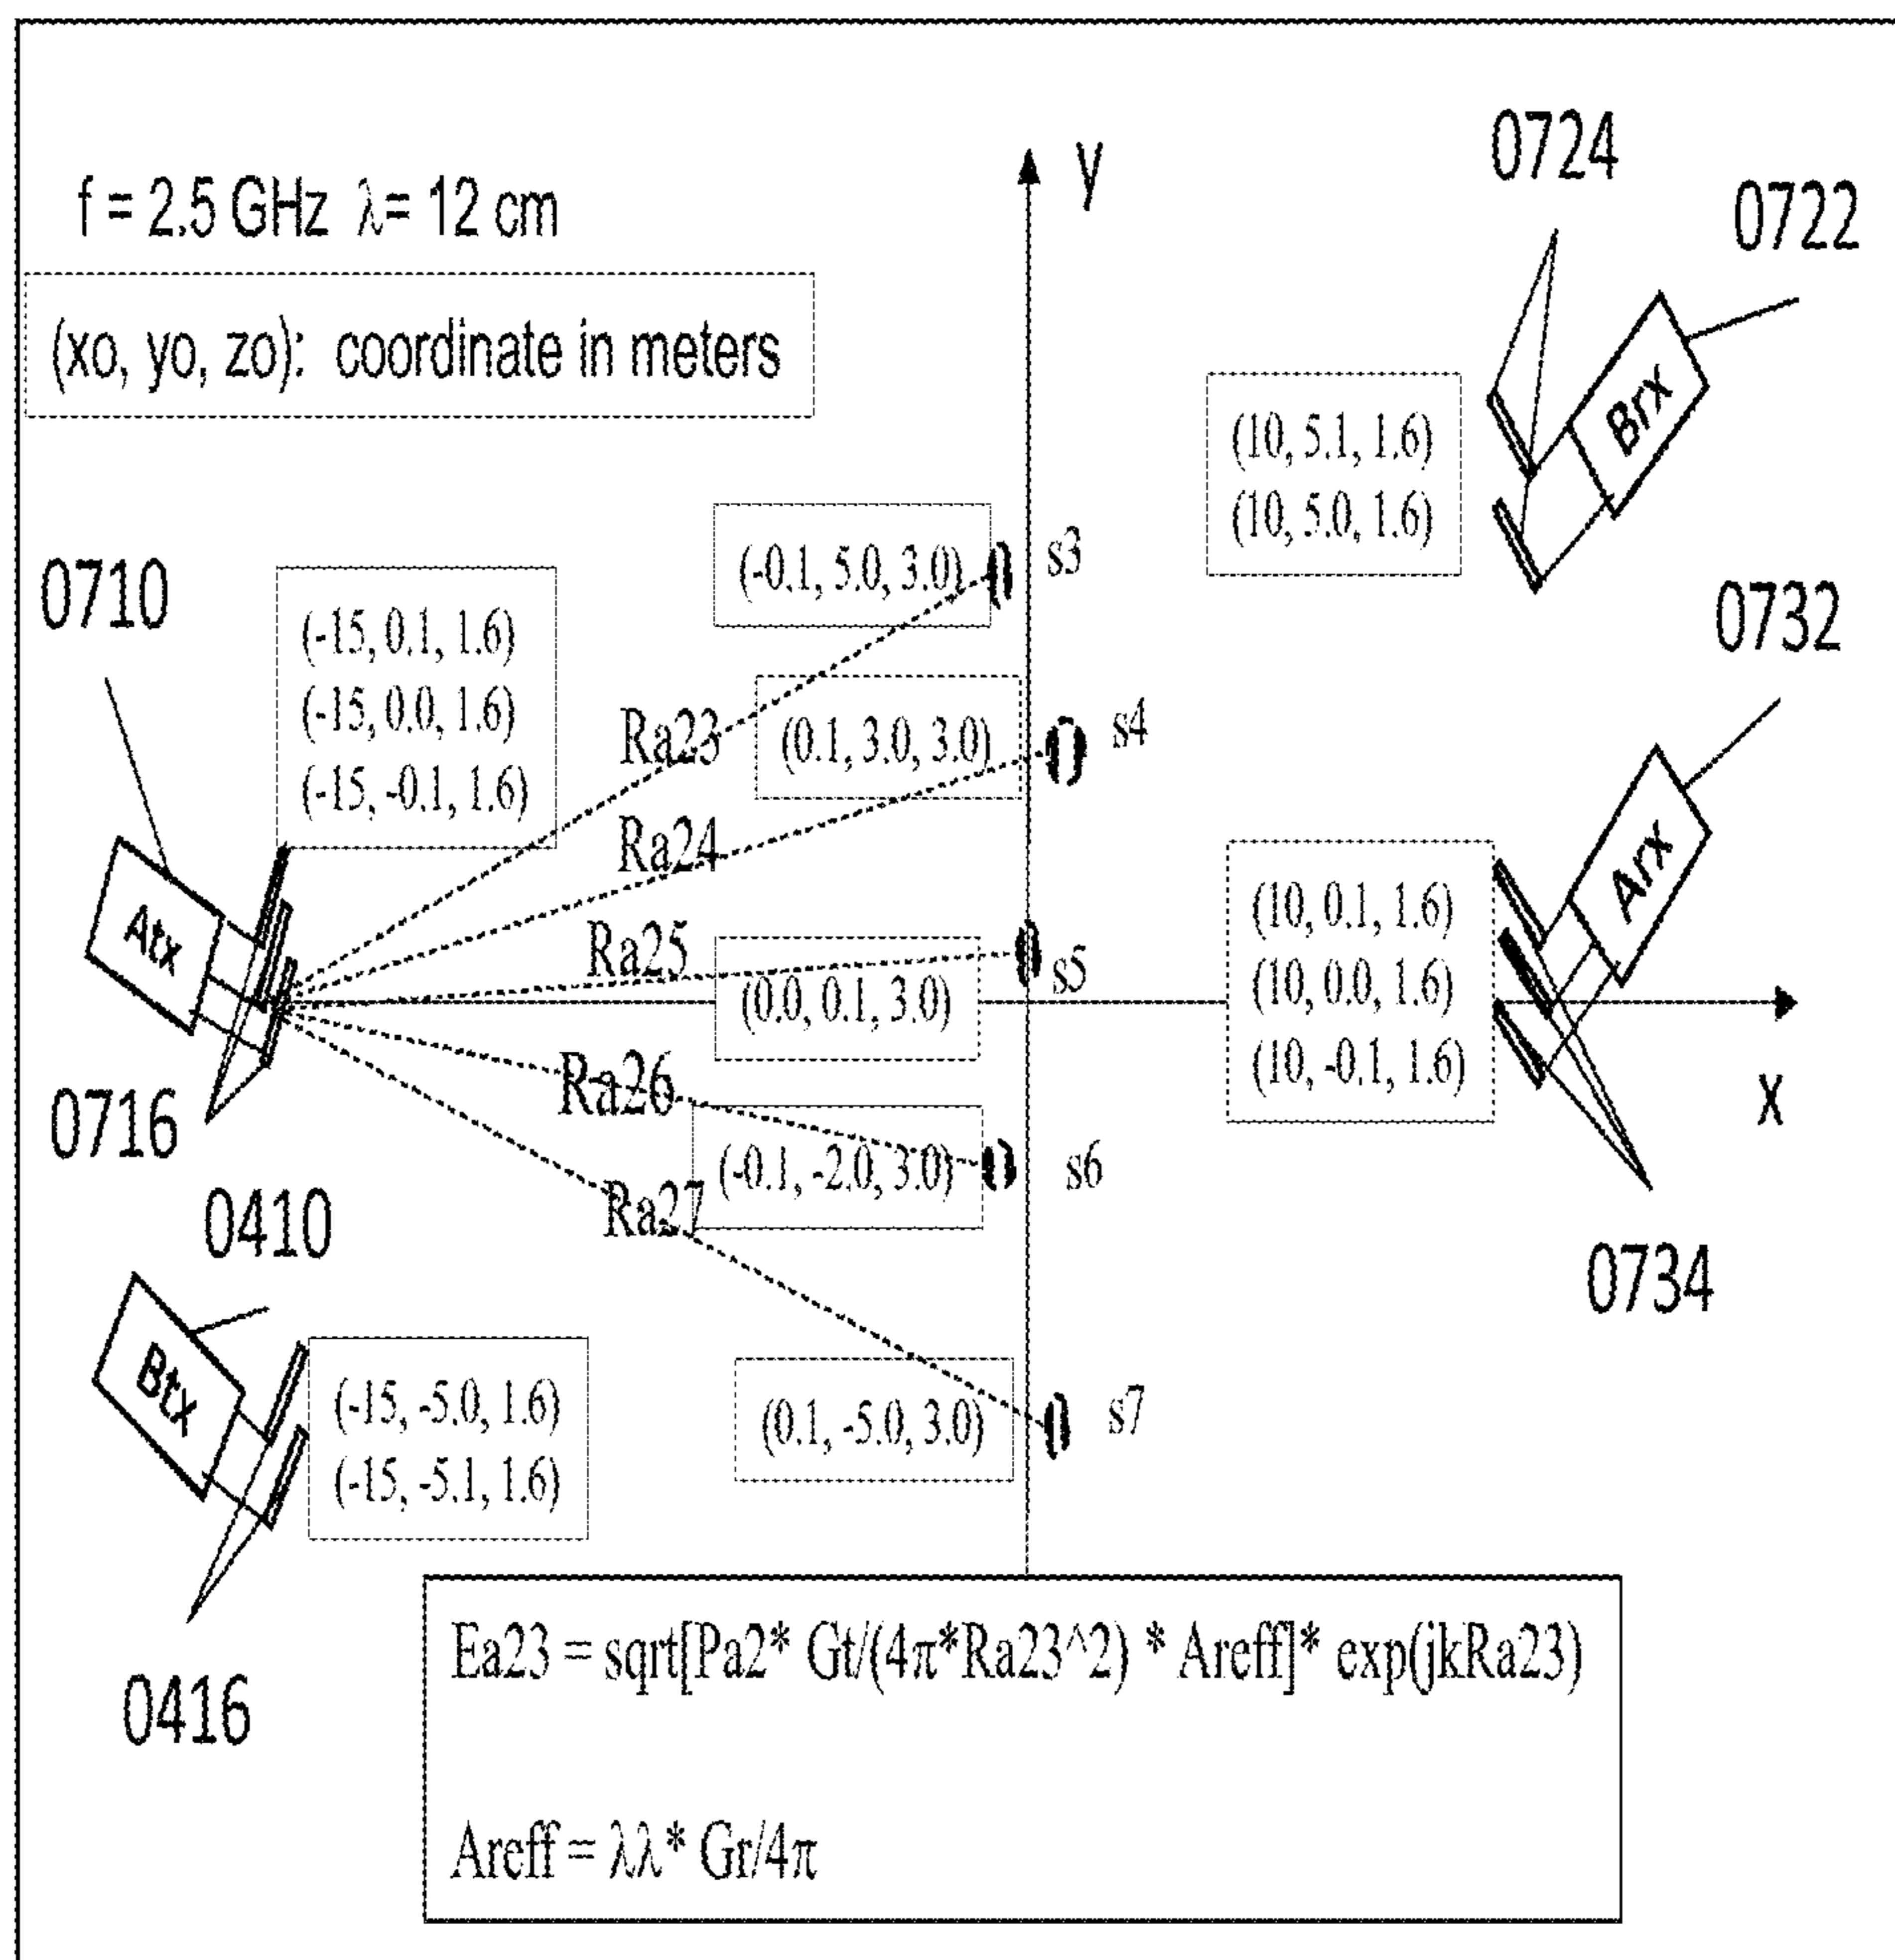 f = 2.5 GHz λ= 12 cm
(xo, yo, zo): coordinate in meters
y
0724
0722
Brx
(10, 5.1, 1.6)
(10, 5.0, 1.6)
(-0.1, 5.0, 3.0)
s3
0710
(-15, 0.1, 1.6)
(-15, 0.0, 1.6)
(-15, -0.1, 1.6)
0732
Ra23
(0.1, 3.0, 3.0)
s4
Ra24
Arx
Atx
Ra25
s5
(0.0, 0.1, 3.0)
(10, 0.1, 1.6)
(10, 0.0, 1.6)
(10, -0.1, 1.6)
x
0716
Ra26
(-0.1, -2.0, 3.0)
s6
Ra27
0410
0734
Btx
(-15, -5.0, 1.6)
(-15, -5.1, 1.6)
(0.1, -5.0, 3.0)
s7
0416
Ea23 = sqrt[Pa2* Gt/(4π*Ra23^2) * Areff]* exp(jkRa23)
Areff = λλ* Gr/4π